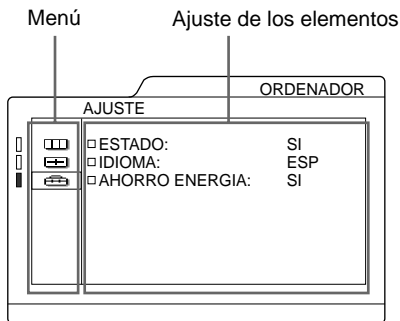 Menú Ajuste de los elementos
ORDENADOR
AJUSTE
ESTADO: SI
IDIOMA: ESP
AHORRO ENERGIA: SI